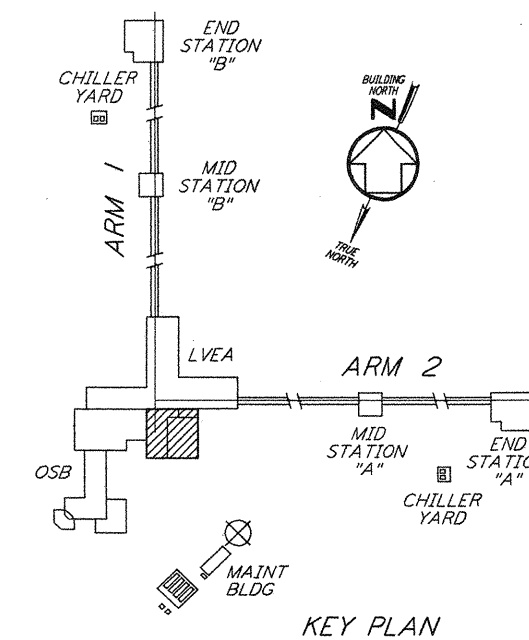 END
STATION
"B"
CHILLER
YARD
BUILDING
NORTH
N
MID
STATION
"B"
ARM 1
TRUE
NORTH
LVEA
ARM 2
MID
STATION
"A"
END
STATIO
"A"
OSB
CHILLER
YARD
MAINT
BLDG
KEY PLAN